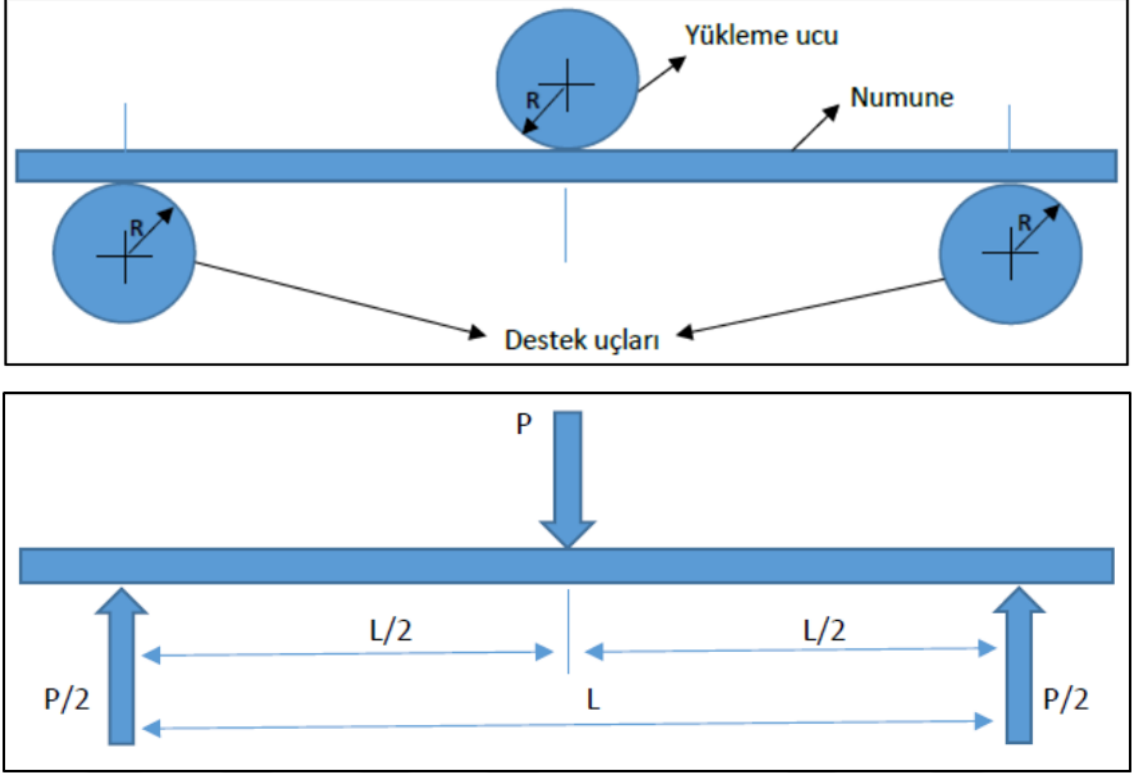 Yükleme ucu
R
Numune
R
R
Destek uçları
P
L/2
L/2
P/2
L
P/2